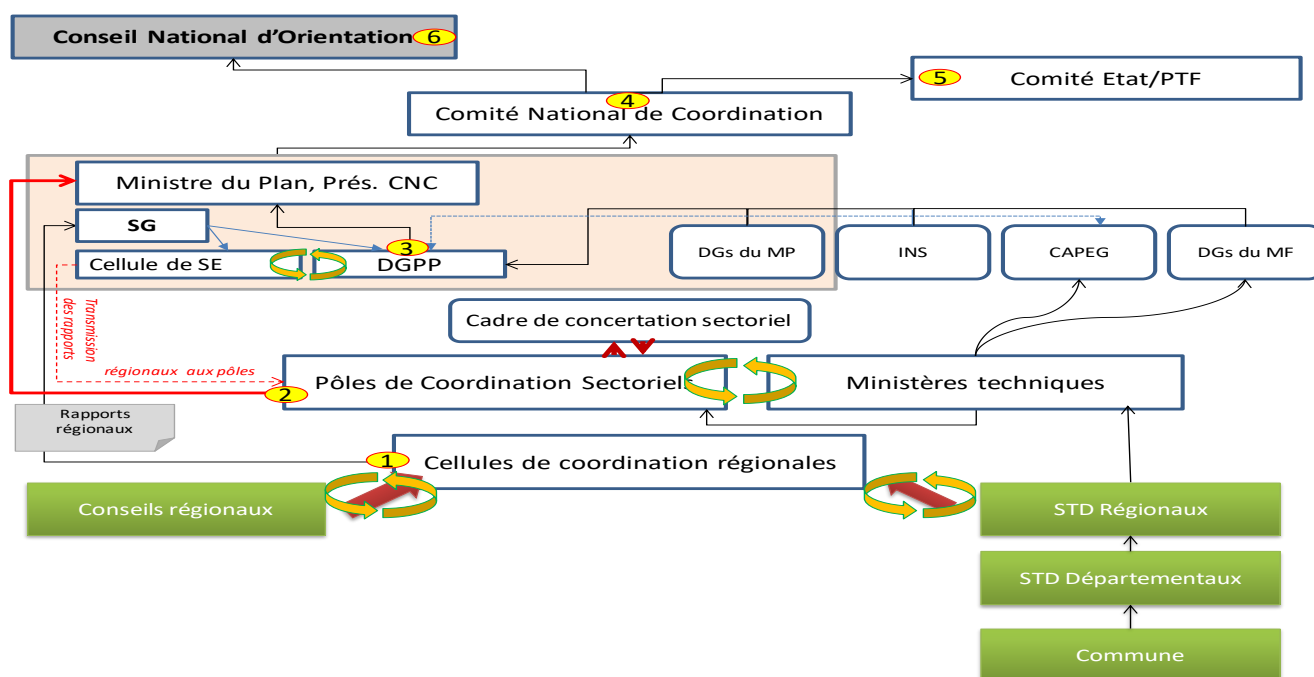 Conseil National d’Orientation 6
5 Comité Etat/PTF
4
Comité National de Coordination
Ministre du Plan, Prés. CNC
SG
3
Cellule de SE
DGPP
DGs du MP
INS
CAPEG
DGs du MF
Transmission
des rapports
régionaux aux pôles
Cadre de concertation sectoriel
Pôles de Coordination Sectoriels
Ministères techniques
2
Rapports
régionaux
1
Cellules de coordination régionales
Conseils régionaux
STD Régionaux
STD Départementaux
Commune